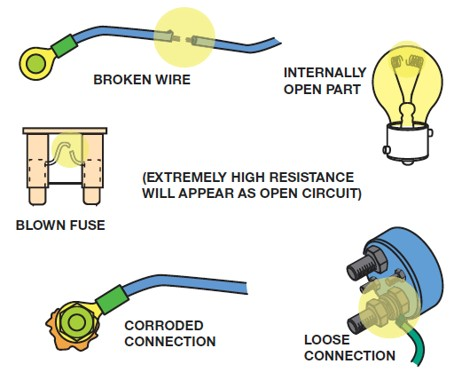 BROKEN WIRE
INTERNALLY
OPEN PART
(EXTREMELY HIGH RESISTANCE
WILL APPEAR AS OPEN CIRCUIT)
BLOWN FUSE
CORRODED
CONNECTION
LOOSE
CONNECTION